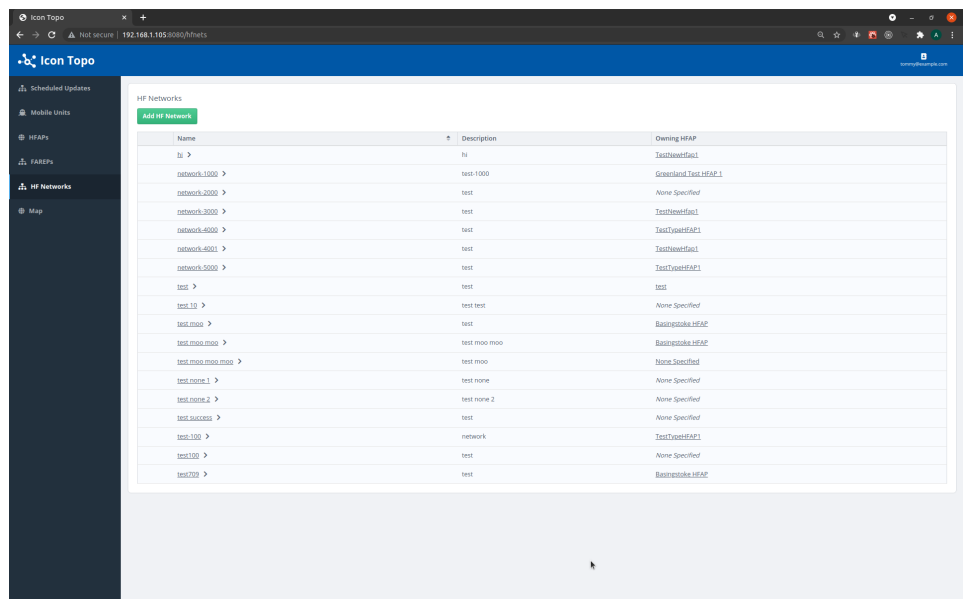 Icon Topo
Not secure | 192.168.1.105:8080/hfnets
Icon Topo
tommy@example.com
Scheduled Updates
Mobile Units
HFAPs
FAREPs
HF Networks
Map
HF Networks
Add HF Network
Name Description Owning HFAP
hi hi TestNewHfap1
network-1000 test-1000 Greenland Test HFAP 1
network-2000 test None Specified
network-3000 test TestNewHfap1
network-4000 test TestTypeHFAP1
network-4001 test TestNewHfap1
network-5000 test TestTypeHFAP1
test test test
test 10 test test None Specified
test moo test Basingstoke HFAP
test moo moo test moo moo Basingstoke HFAP
test moo moo moo test moo None Specified
test none 1 test none None Specified
test none 2 test none 2 None Specified
test success test None Specified
test-100 network TestTypeHFAP1
test100 test None Specified
test709 test Basingstoke HFAP